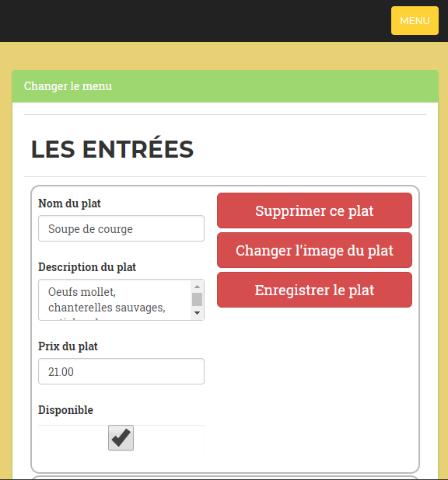 MENU
Changer le menu
LES ENTRÉES
Nom du plat
Soupe de courge
Description du plat
Oeufs mollet,
chanterelles sauvages,
Prix du plat
21.00
Disponible
Supprimer ce plat
Changer l'image du plat
Enregistrer le plat